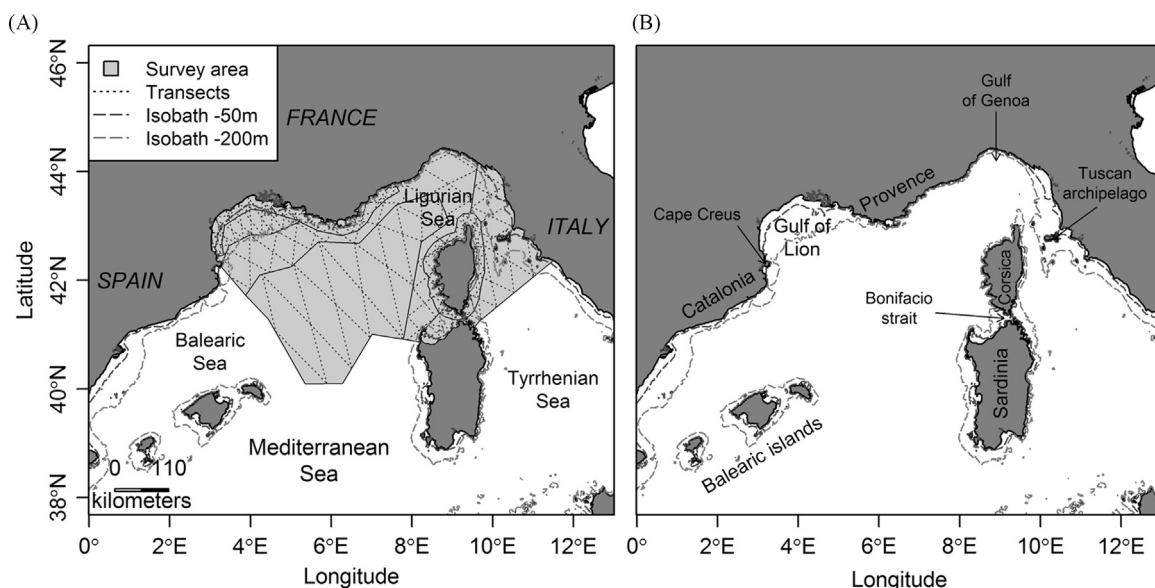 (A)
46°N
44°N
42°N
40°N
38°N
Latitude
Survey area
Transects
Isobath -50m
Isobath -200m
FRANCE
Ligurian
Sea
ITALY
SPAIN
Balearic
Sea
Tyrrhenian
Sea
Mediterranean
Sea
0 110
kilometers
0° 2°E 4°E 6°E 8°E 10°E 12°E
Longitude
(B)
Gulf
of Genoa
Provence
Tuscan
archipelago
Cape Creus
Gulf of
Lion
Catalonia
Corsica
Bonifacio
strait
Sardinia
Balearic islands
0° 2°E 4°E 6°E 8°E 10°E 12°E
Longitude